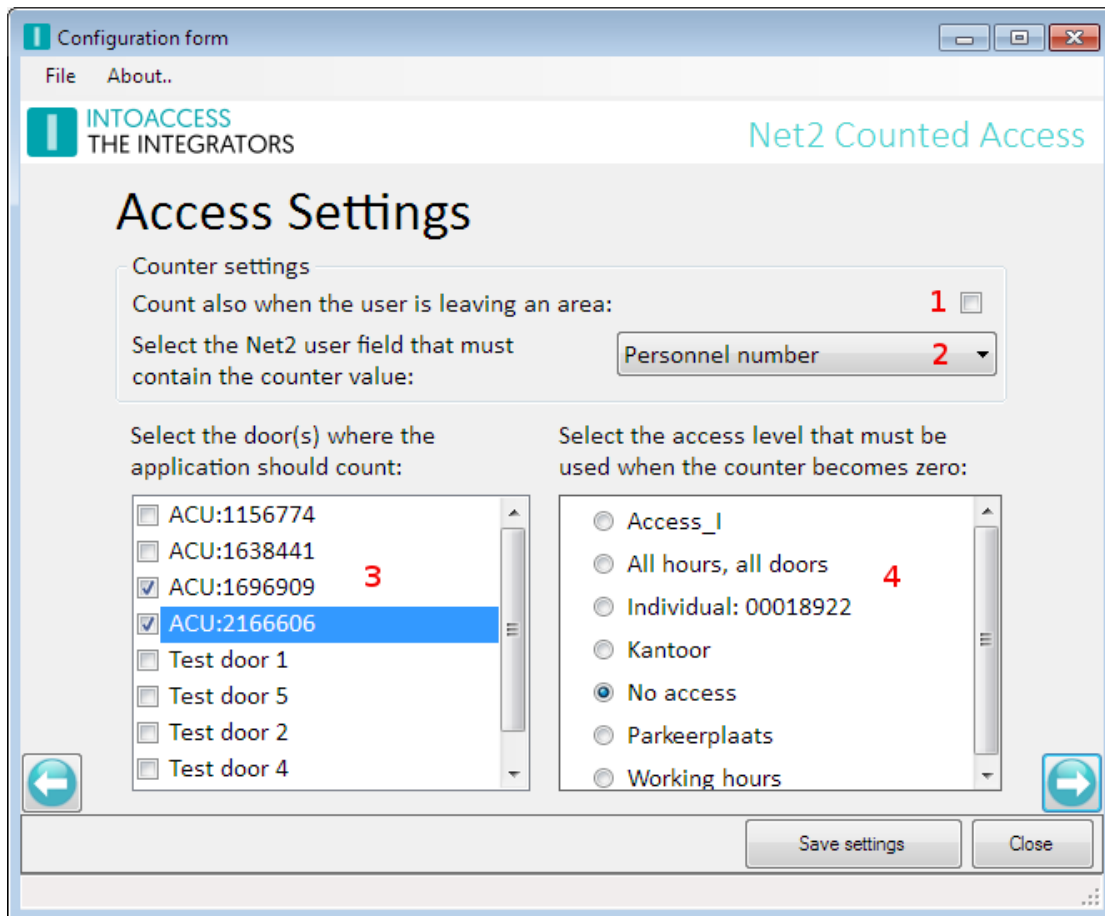 Configuration form
File About..
INTOACCESS
THE INTEGRATORS
Net2 Counted Access
Access Settings
Counter settings
Count also when the user is leaving an area: 1
Select the Net2 user field that must
contain the counter value:
Personnel number 2
Select the door(s) where the
application should count:
ACU:1156774
ACU:1638441
ACU:1696909
3
ACU:2166606
Test door 1
Test door 5
Test door 2
Test door 4
Select the access level that must be
used when the counter becomes zero:
Access_I
All hours, all doors
4
Individual: 00018922
Kantoor
No access
Parkeerplaats
Working hours
Save settings
Close